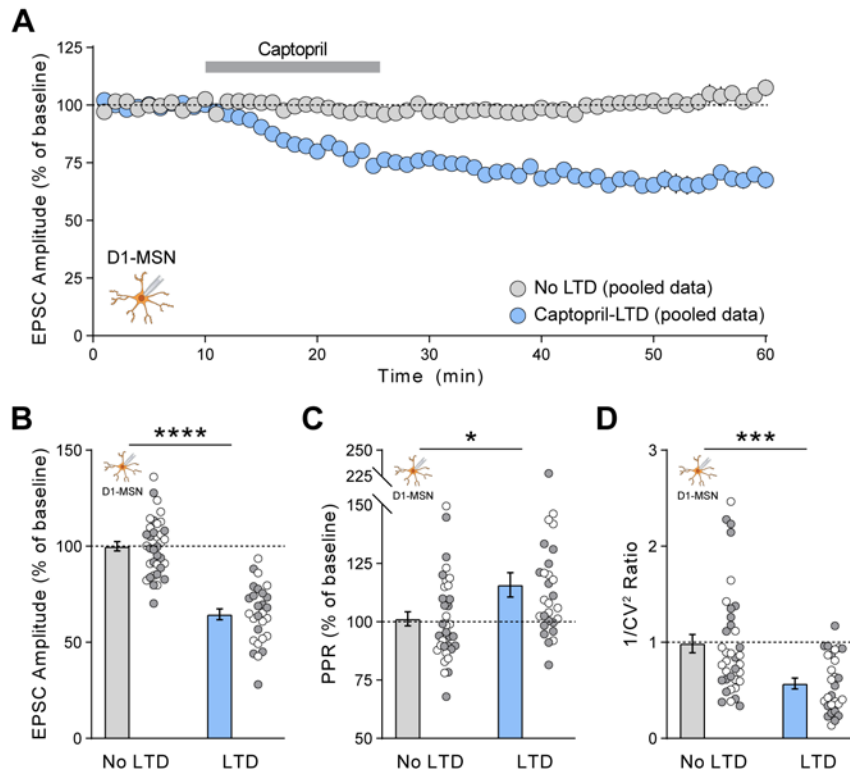 A
EPSC Amplitude (% of baseline)
125
100
75
50
25
0
Captopril
D1-MSN
No LTD (pooled data)
Captopril-LTD (pooled data)
0
10
20
30
40
50
60
Time (min)
B
EPSC Amplitude (% of baseline)
150
100
50
0
****
D1-MSN
No LTD
LTD
C
PPR (% of baseline)
250
225
150
125
100
75
50
*
D1-MSN
No LTD
LTD
D
1/CV² Ratio
3
2
1
0
***
D1-MSN
No LTD
LTD